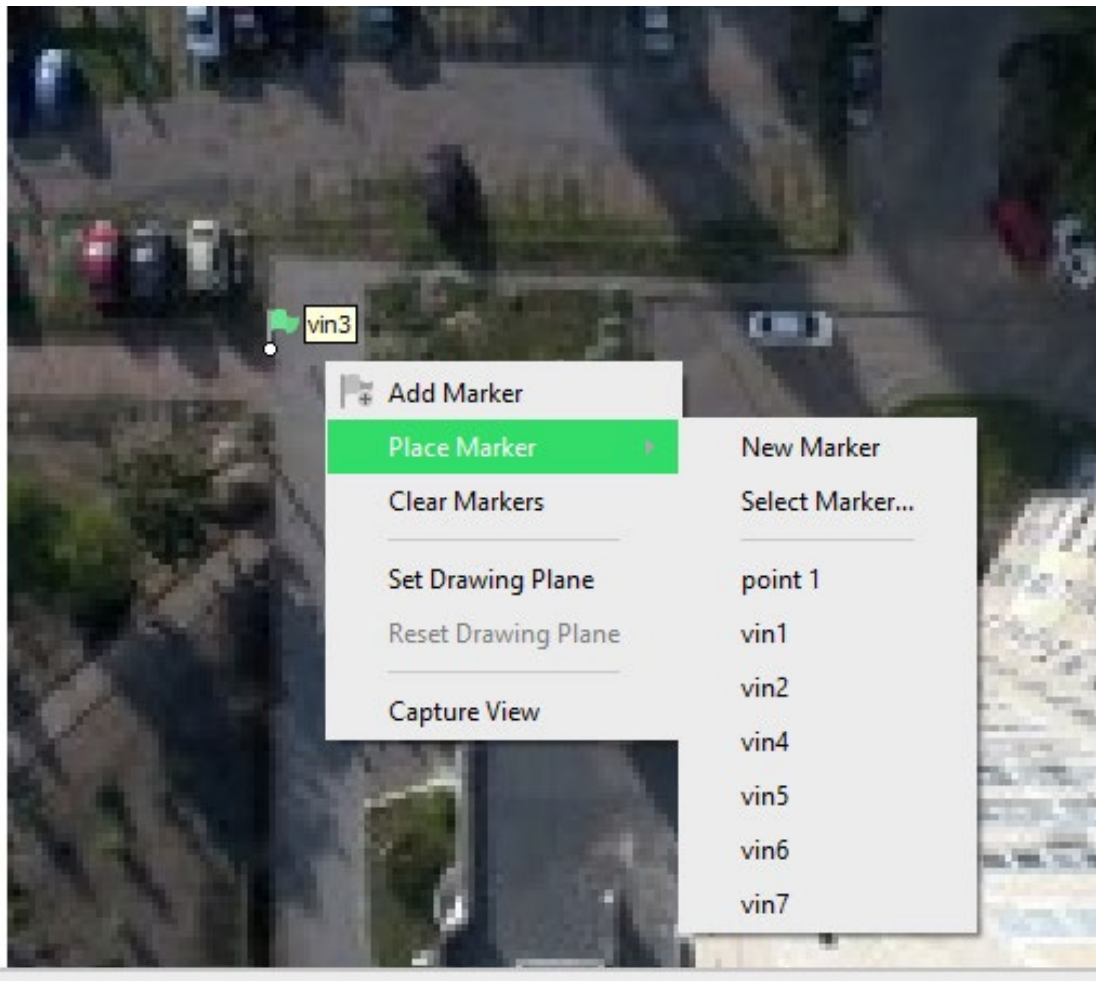 vin3
Add Marker
Place Marker
Clear Markers
Set Drawing Plane
Reset Drawing Plane
Capture View
New Marker
Select Marker...
point 1
vin1
vin2
vin4
vin5
vin6
vin7